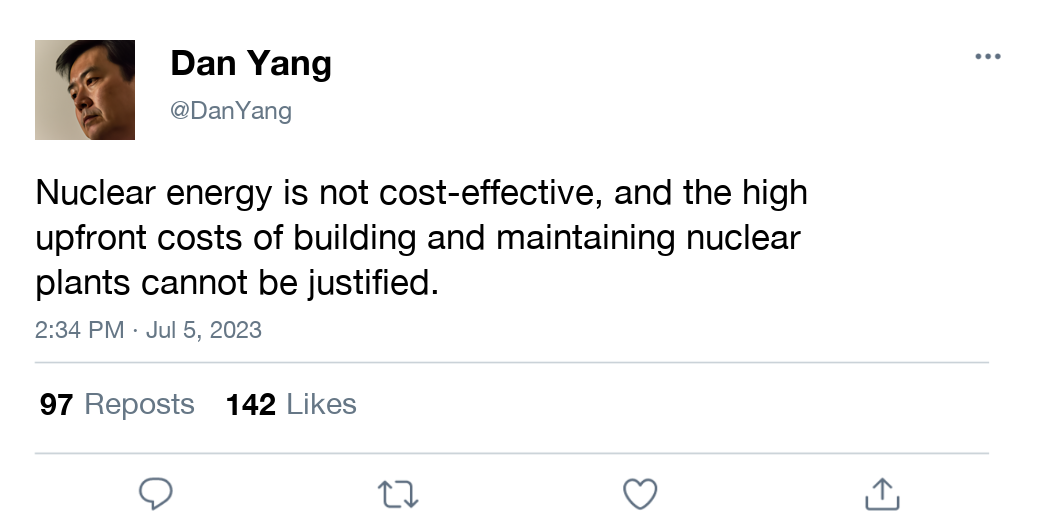 Dan Yang
@DanYang
Nuclear energy is not cost-effective, and the high
upfront costs of building and maintaining nuclear
plants cannot be justified.
2:34 PM · Jul 5, 2023
97 Reposts 142 Likes